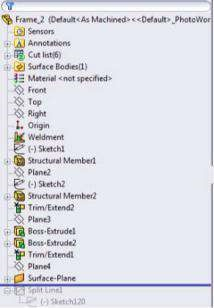 Frame_2 (Default<As Machined><<Default>_PhotoWor
Sensors
Annotations
Cut list(6)
Surface Bodies(1)
Material <not specified>
Front
Top
Right
Origin
Weldment
(-) Sketch1
Structural Member1
Plane2
(-) Sketch2
Structural Member2
Trim/Extend2
Plane3
Boss-Extrude1
Boss-Extrude2
Trim/Extend1
Plane4
Surface-Plane
Split Line1
(-) Sketch120